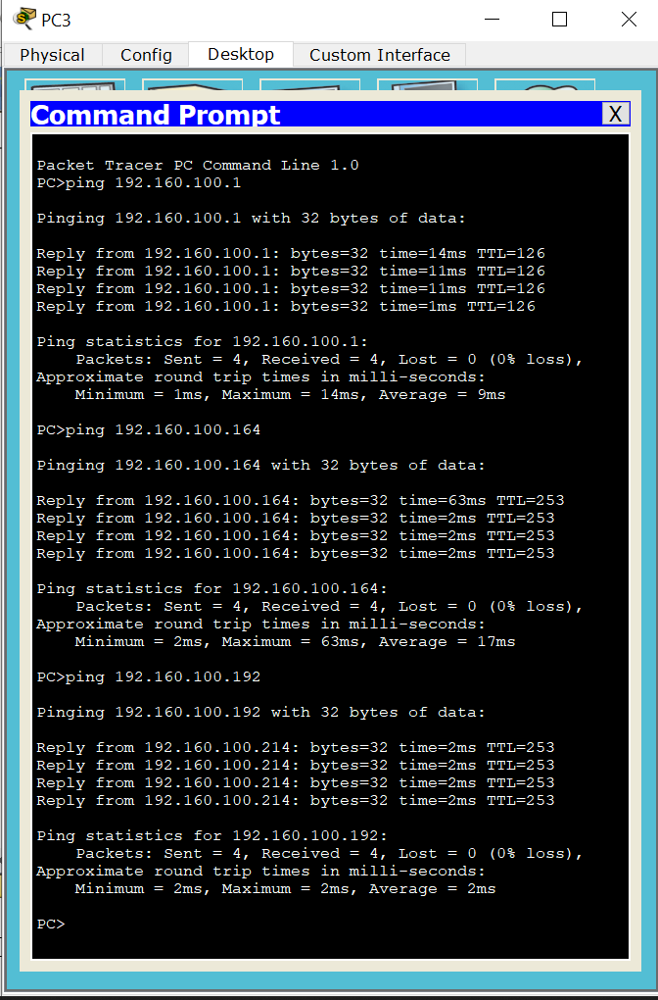 PC3
Physical Config Desktop Custom Interface
Command Prompt X
Packet Tracer PC Command Line 1.0
PC>ping 192.160.100.1
Pinging 192.160.100.1 with 32 bytes of data:
Reply from 192.160.100.1: bytes=32 time=14ms TTL=126
Reply from 192.160.100.1: bytes=32 time=11ms TTL=126
Reply from 192.160.100.1: bytes=32 time=11ms TTL=126
Reply from 192.160.100.1: bytes=32 time=1ms TTL=126
Ping statistics for 192.160.100.1:
Packets: Sent = 4, Received = 4, Lost = 0 (0% loss),
Approximate round trip times in milli-seconds:
Minimum = 1ms, Maximum = 14ms, Average = 9ms
PC>ping 192.160.100.164
Pinging 192.160.100.164 with 32 bytes of data:
Reply from 192.160.100.164: bytes=32 time=63ms TTL=253
Reply from 192.160.100.164: bytes=32 time=2ms TTL=253
Reply from 192.160.100.164: bytes=32 time=2ms TTL=253
Reply from 192.160.100.164: bytes=32 time=2ms TTL=253
Ping statistics for 192.160.100.164:
Packets: Sent = 4, Received = 4, Lost = 0 (0% loss),
Approximate round trip times in milli-seconds:
Minimum = 2ms, Maximum = 63ms, Average = 17ms
PC>ping 192.160.100.192
Pinging 192.160.100.192 with 32 bytes of data:
Reply from 192.160.100.214: bytes=32 time=2ms TTL=253
Reply from 192.160.100.214: bytes=32 time=2ms TTL=253
Reply from 192.160.100.214: bytes=32 time=2ms TTL=253
Reply from 192.160.100.214: bytes=32 time=2ms TTL=253
Ping statistics for 192.160.100.192:
Packets: Sent = 4, Received = 4, Lost = 0 (0% loss),
Approximate round trip times in milli-seconds:
Minimum = 2ms, Maximum = 2ms, Average = 2ms
PC>